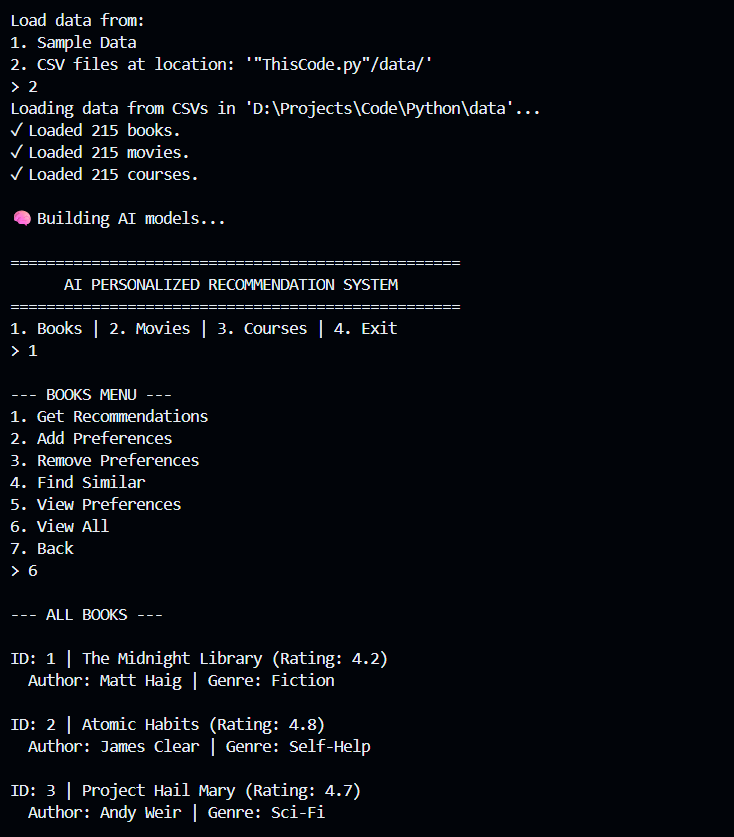 Load data from:
1. Sample Data
2. CSV files at location: '"ThisCode.py"/data/'
> 2
Loading data from CSVs in 'D:\Projects\Code\Python\data'...
✓ Loaded 215 books.
✓ Loaded 215 movies.
✓ Loaded 215 courses.
🧠 Building AI models...
==================================================
AI PERSONALIZED RECOMMENDATION SYSTEM
==================================================
1. Books | 2. Movies | 3. Courses | 4. Exit
> 1
--- BOOKS MENU ---
1. Get Recommendations
2. Add Preferences
3. Remove Preferences
4. Find Similar
5. View Preferences
6. View All
7. Back
> 6
--- ALL BOOKS ---
ID: 1 | The Midnight Library (Rating: 4.2)
Author: Matt Haig | Genre: Fiction
ID: 2 | Atomic Habits (Rating: 4.8)
Author: James Clear | Genre: Self-Help
ID: 3 | Project Hail Mary (Rating: 4.7)
Author: Andy Weir | Genre: Sci-Fi